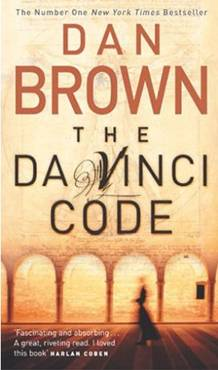 The Number One New York Times Bestseller
DAN
BROWN
THE
DA VINCI
CODE
'Fascinating and absorbing...
A great, riveting read. I loved
this book' HARLAN COBEN